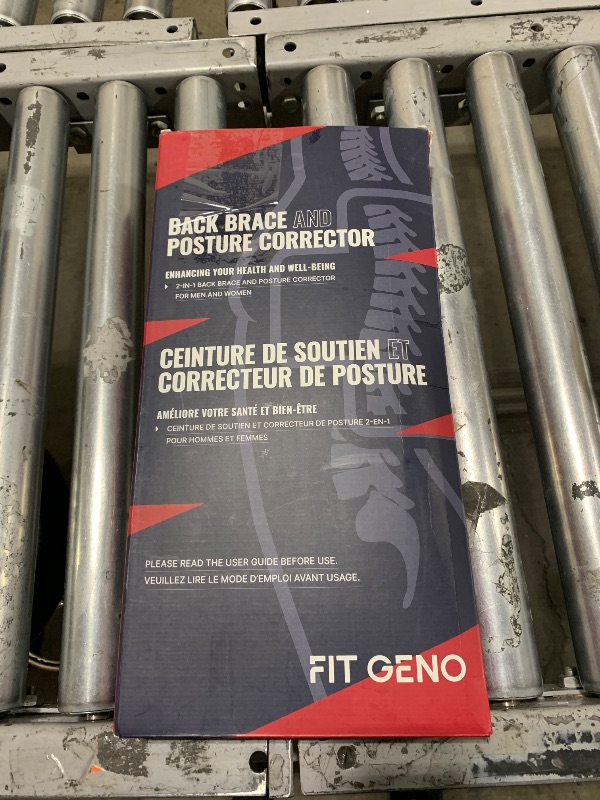 BACK BRACE AND
POSTURE CORRECTOR
ENHANCING YOUR HEALTH AND WELL-BEING
2-IN-1 BACK BRACE AND POSTURE CORRECTOR
FOR MEN AND WOMEN
CEINTURE DE SOUTIEN ET
CORRECTEUR DE POSTURE
AMÉLIORE VOTRE SANTÉ ET BIEN-ÊTRE
CEINTURE DE SOUTIEN ET CORRECTEUR DE POSTURE 2-EN-1
POUR HOMMES ET FEMMES
PLEASE READ THE USER GUIDE BEFORE USE.
VEUILLEZ LIRE LE MODE D'EMPLOI AVANT USAGE.
FIT GENO